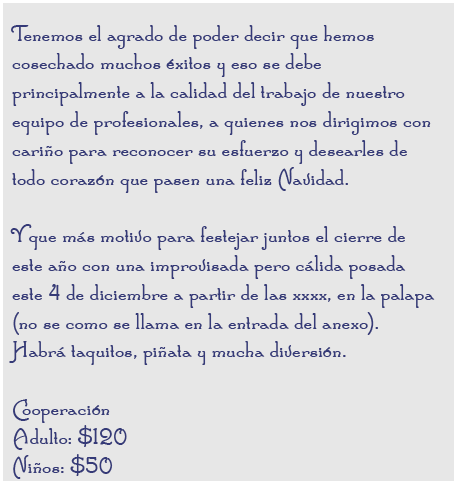 Tenemos el agrado de poder decir que hemos
cosechado muchos éxitos y eso se debe
principalmente a la calidad del trabajo de nuestro
equipo de profesionales, a quienes nos dirigimos con
cariño para reconocer su esfuerzo y desearles de
todo corazón que pasen una feliz Navidad.
Y que más motivo para festejar juntos el cierre de
este año con una improvisada pero cálida posada
este 4 de diciembre a partir de las xxxx, en la palapa
(no se como se llama en la entrada del anexo).
Habrá taquitos, piñata y mucha diversión.
Cooperación
Adulto: $120
Niños: $50